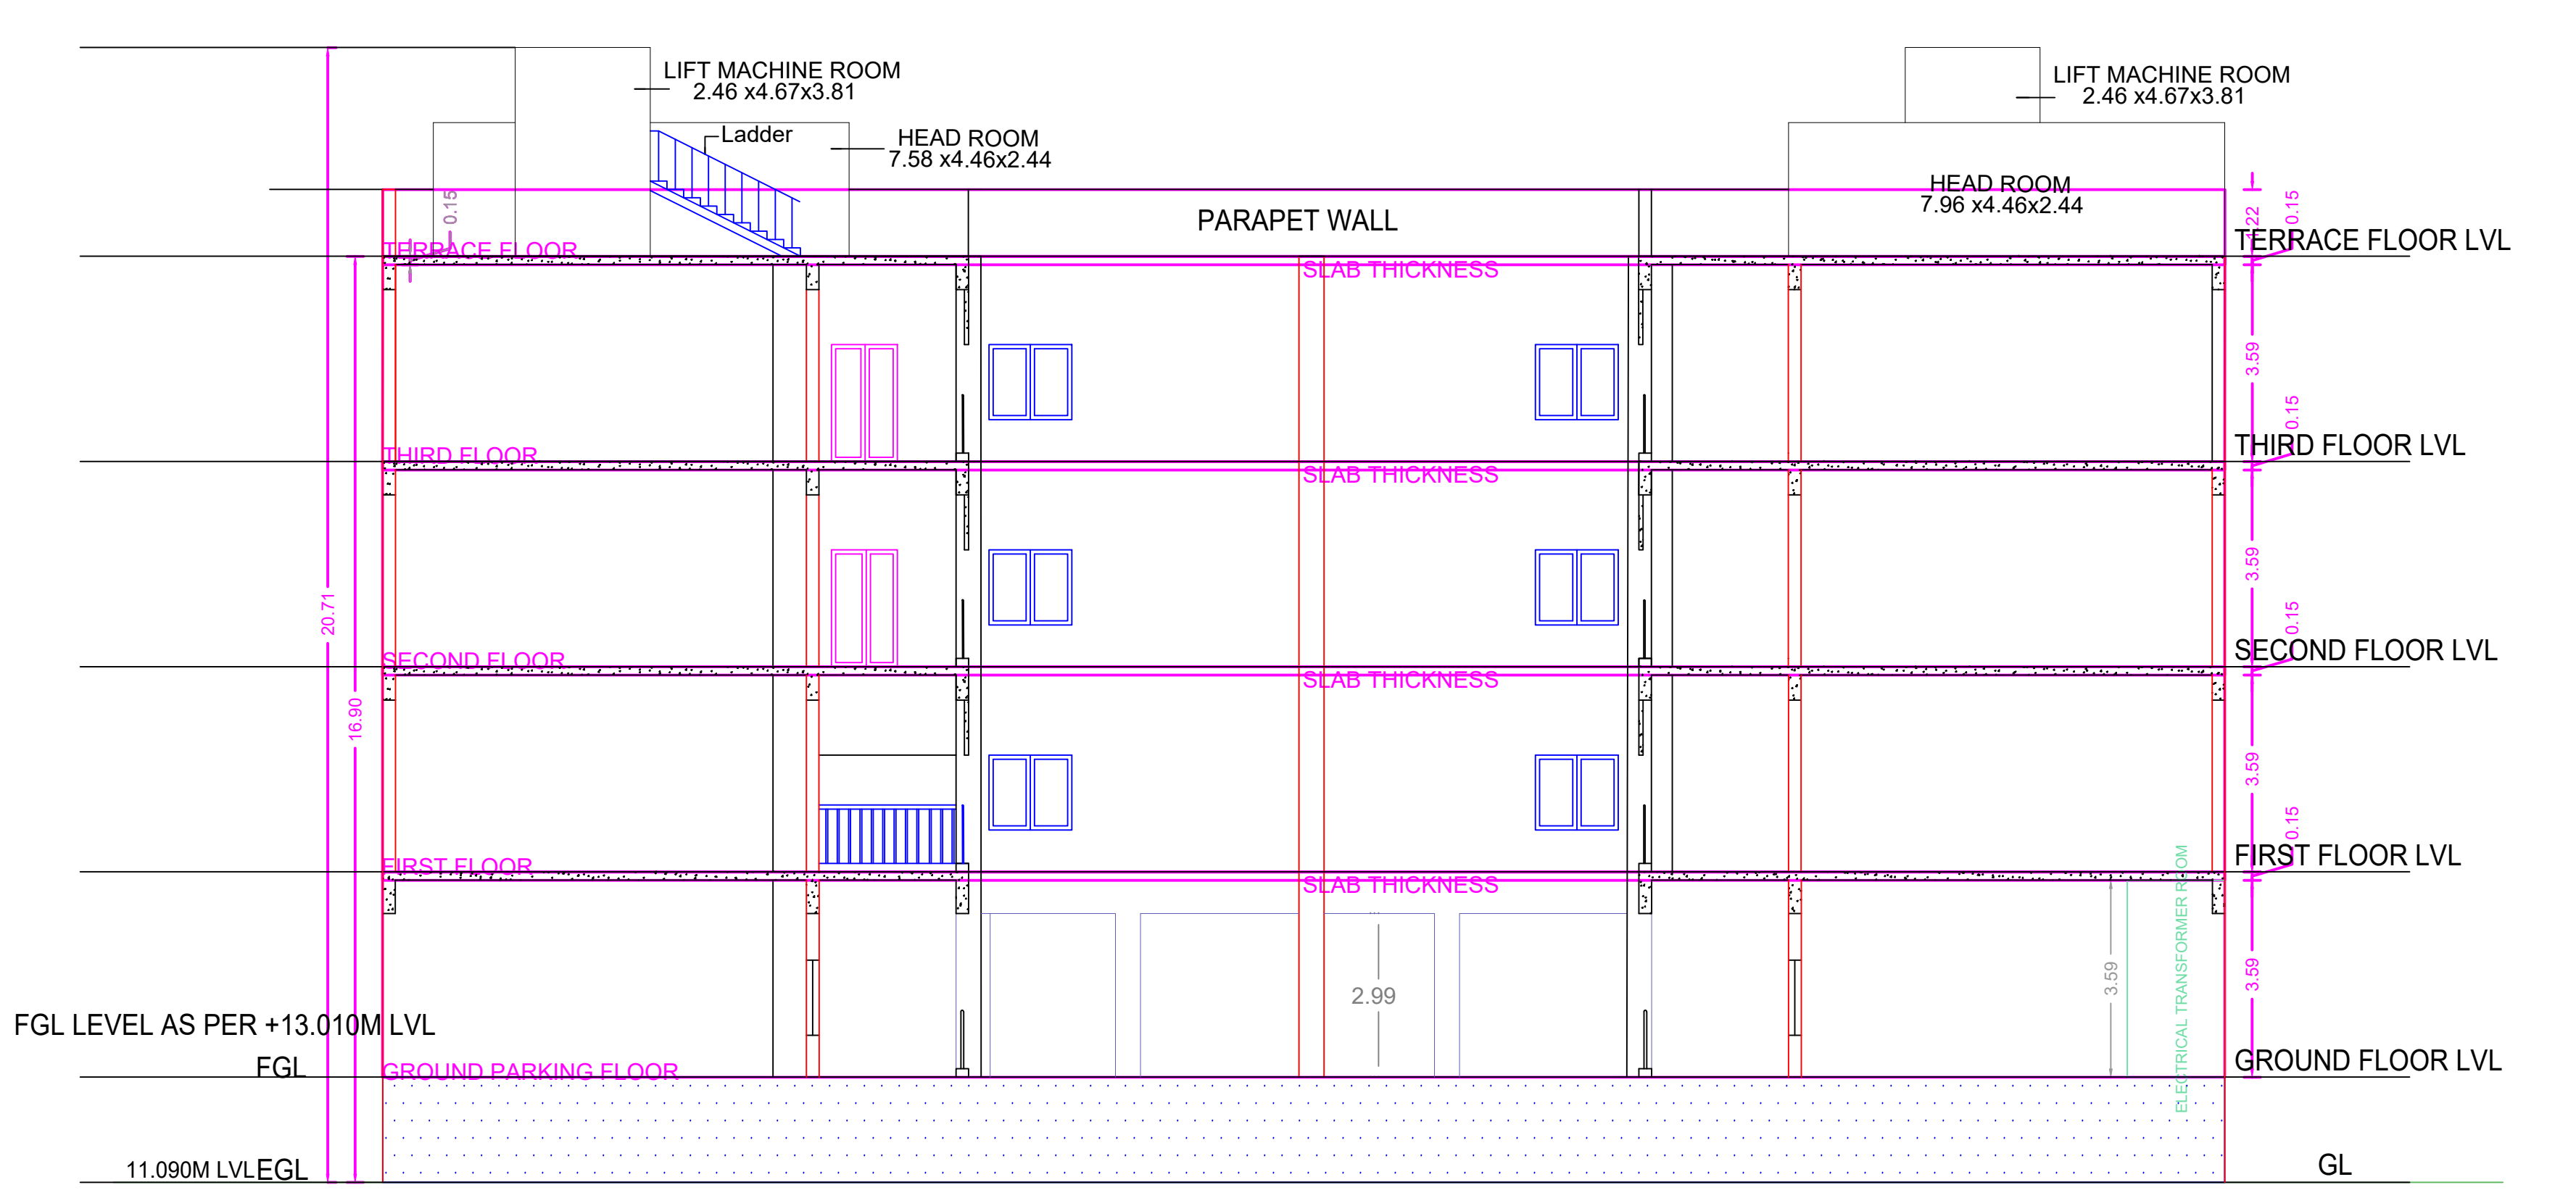 LIFT MACHINE ROOM
2.46 x4.67x3.81
LIFT MACHINE ROOM
2.46 x4.67x3.81
Ladder
HEAD ROOM
7.58 x4.46x2.44
HEAD ROOM
7.96 x4.46x2.44
0.15
PARAPET WALL
1.22
0.15
TERRACE FLOOR
TERRACE FLOOR LVL
SLAB THICKNESS
3.59
0.15
THIRD FLOOR
THIRD FLOOR LVL
SLAB THICKNESS
3.59
20.71
0.15
SECOND FLOOR
SECOND FLOOR LVL
SLAB THICKNESS
16.90
3.59
0.15
FIRST FLOOR
FIRST FLOOR LVL
SLAB THICKNESS
ELECTRICAL TRANSFORMER ROOM
3.59
3.59
2.99
FGL LEVEL AS PER +13.010M LVL
FGL
GROUND PARKING FLOOR
GROUND FLOOR LVL
11.090M LVL
EGL
GL